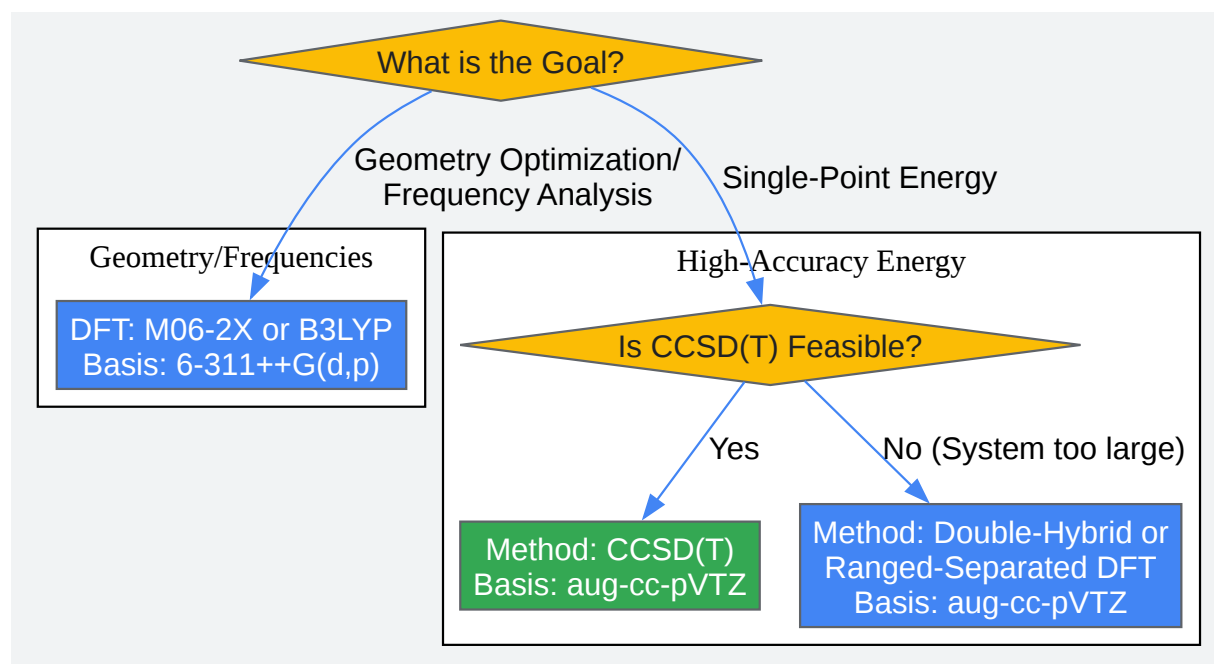 What is the Goal?
Geometry Optimization/
Frequency Analysis
Single-Point Energy
Geometry/Frequencies
DFT: M06-2X or B3LYP
Basis: 6-311++G(d,p)
High-Accuracy Energy
Is CCSD(T) Feasible?
Yes
No (System too large)
Method: CCSD(T)
Basis: aug-cc-pVTZ
Method: Double-Hybrid or
Ranged-Separated DFT
Basis: aug-cc-pVTZ